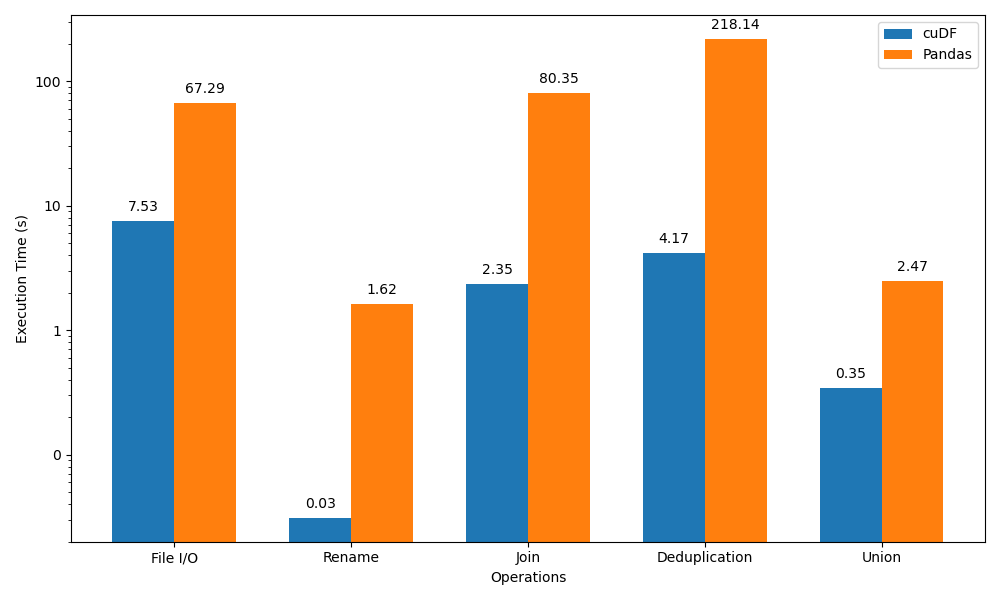 cuDF
Pandas
218.14
80.35
67.29
7.53
4.17
2.35
2.47
1.62
0.35
0.03
100
10
1
0
Execution Time (s)
File I/O
Rename
Join
Deduplication
Union
Operations